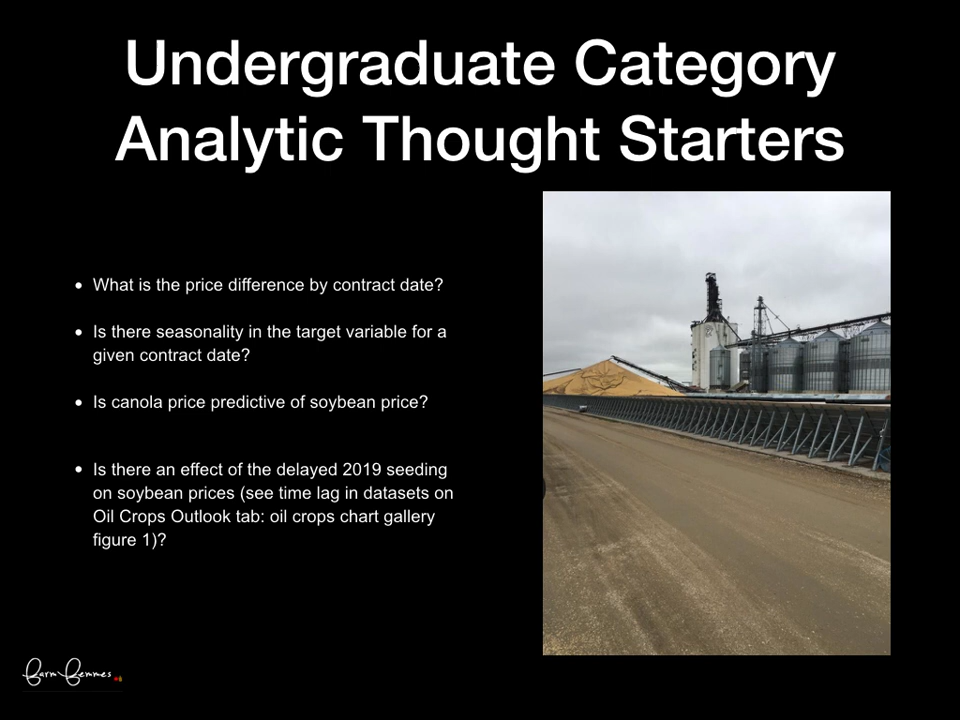 Undergraduate Category
Analytic Thought Starters
• What is the price difference by contract date?
• Is there seasonality in the target variable for a
given contract date?
• Is canola price predictive of soybean price?
• Is there an effect of the delayed 2019 seeding
on soybean prices (see time lag in datasets on
Oil Crops Outlook tab: oil crops chart gallery
figure 1)?
Farm Femmes